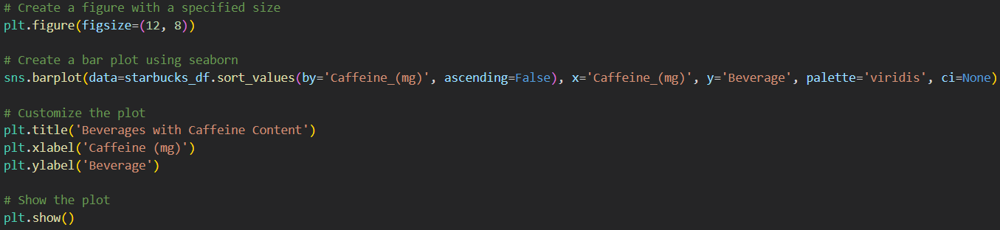 # Create a figure with a specified size
plt.figure(figsize=(12, 8))
# Create a bar plot using seaborn
sns.barplot(data=starbucks_df.sort_values(by='Caffeine_(mg)', ascending=False), x='Caffeine_(mg)', y='Beverage', palette='viridis', ci=None)
# Customize the plot
plt.title('Beverages with Caffeine Content')
plt.xlabel('Caffeine (mg)')
plt.ylabel('Beverage')
# Show the plot
plt.show()